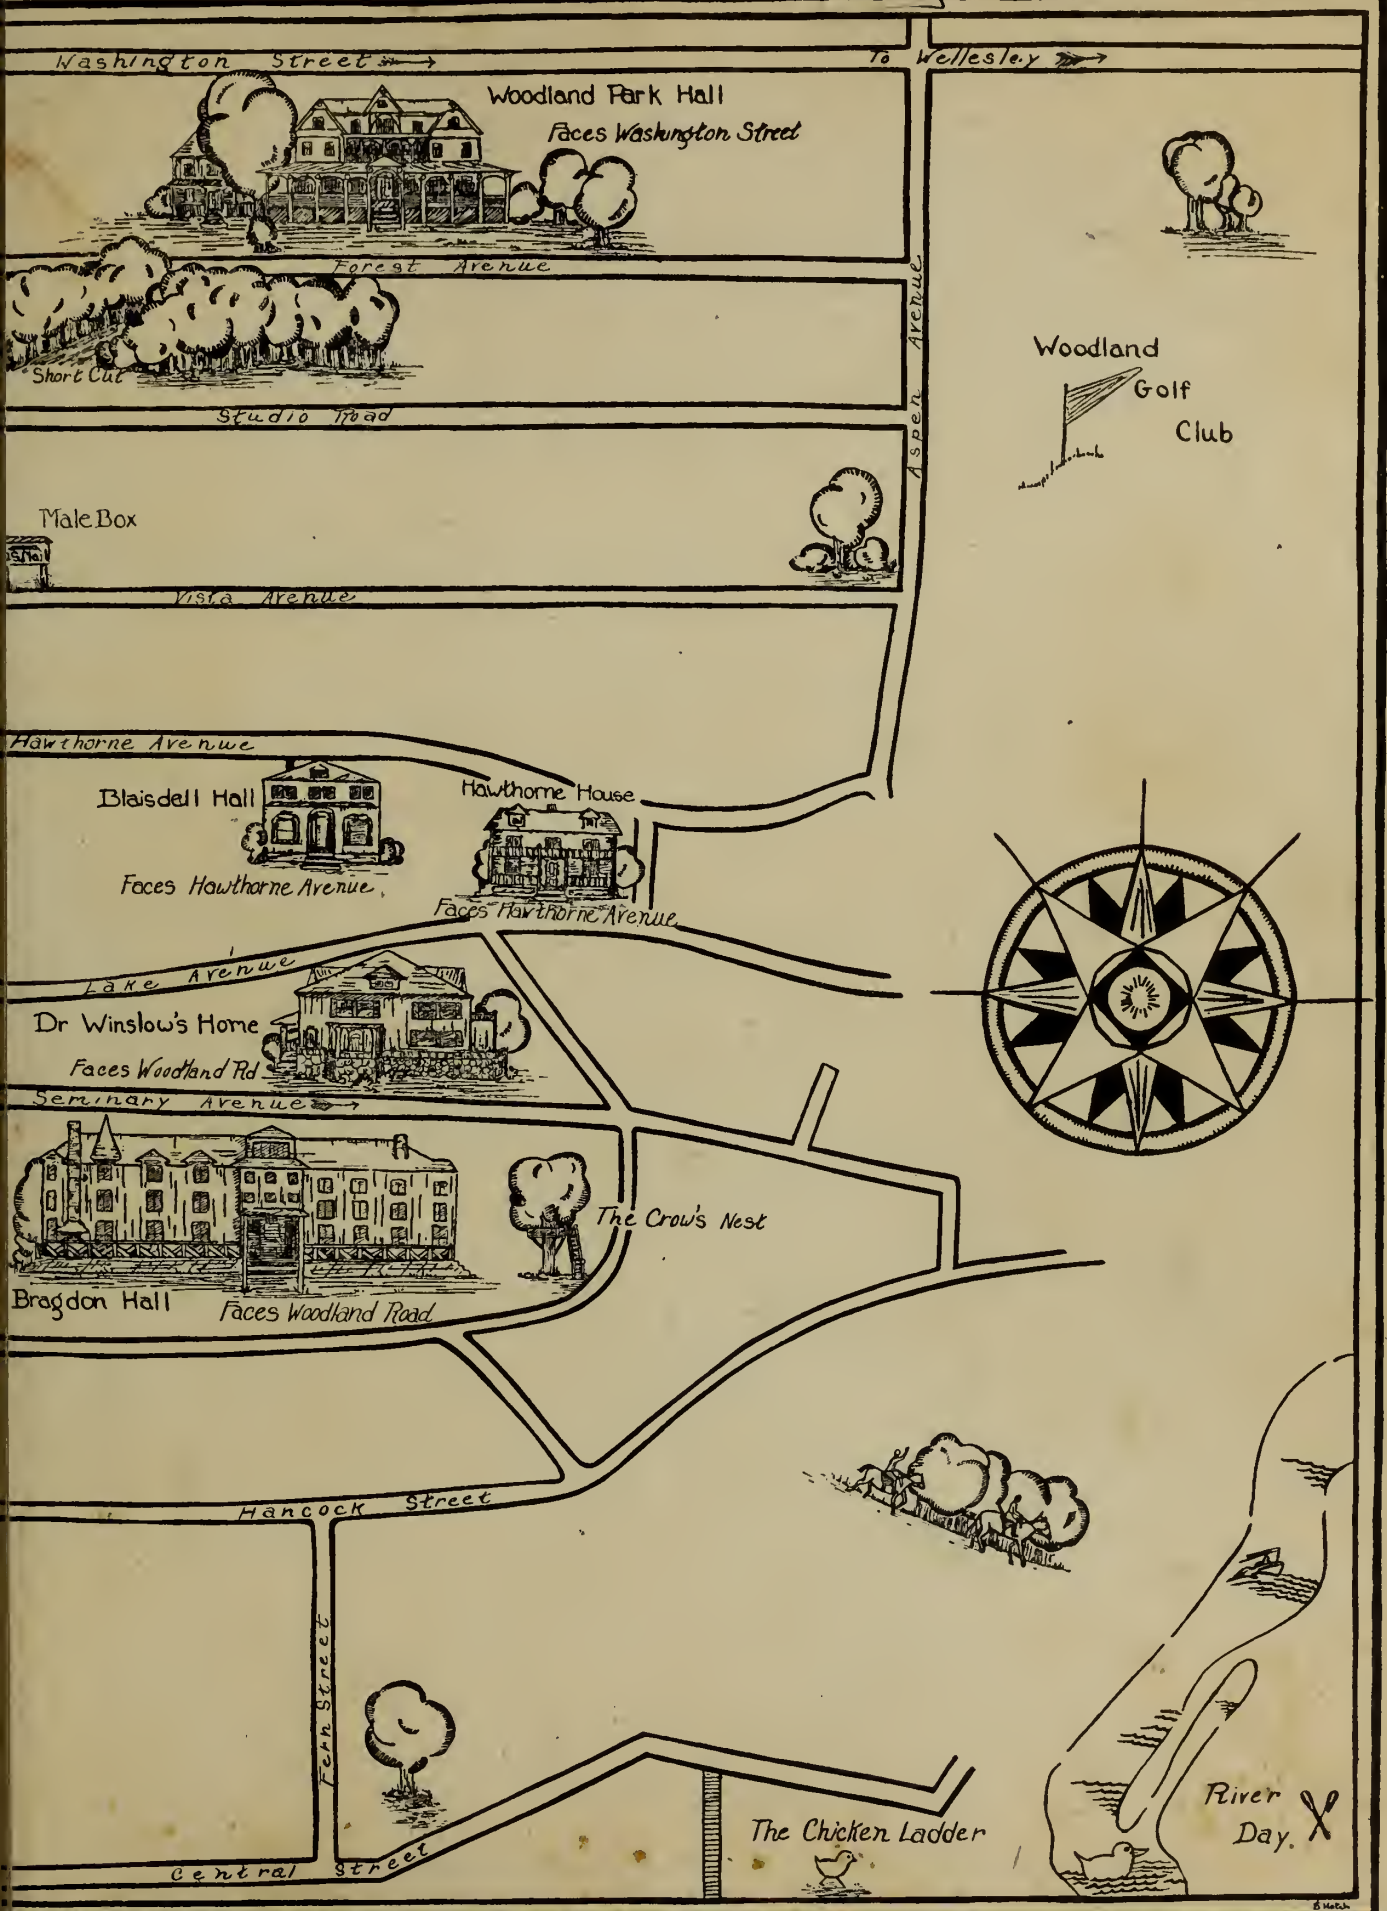 Washington Street
To Wellesley
Woodland Park Hall
Faces Washington Street
Forest Avenue
Aspen Avenue
Short Cut
Studio Road
Woodland
Golf
Club
Male Box
Vista Avenue
Hawthorne Avenue
Blaisdell Hall
Faces Hawthorne Avenue.
Hawthorne House
Faces Hawthorne Avenue
Lake Avenue
Dr Winslow's Home
Faces Woodland Rd
Seminary Avenue
The Crow's Nest
Bragdon Hall
Faces Woodland Road
Hancock Street
Fern Street
Central Street
The Chicken Ladder
River
Day.